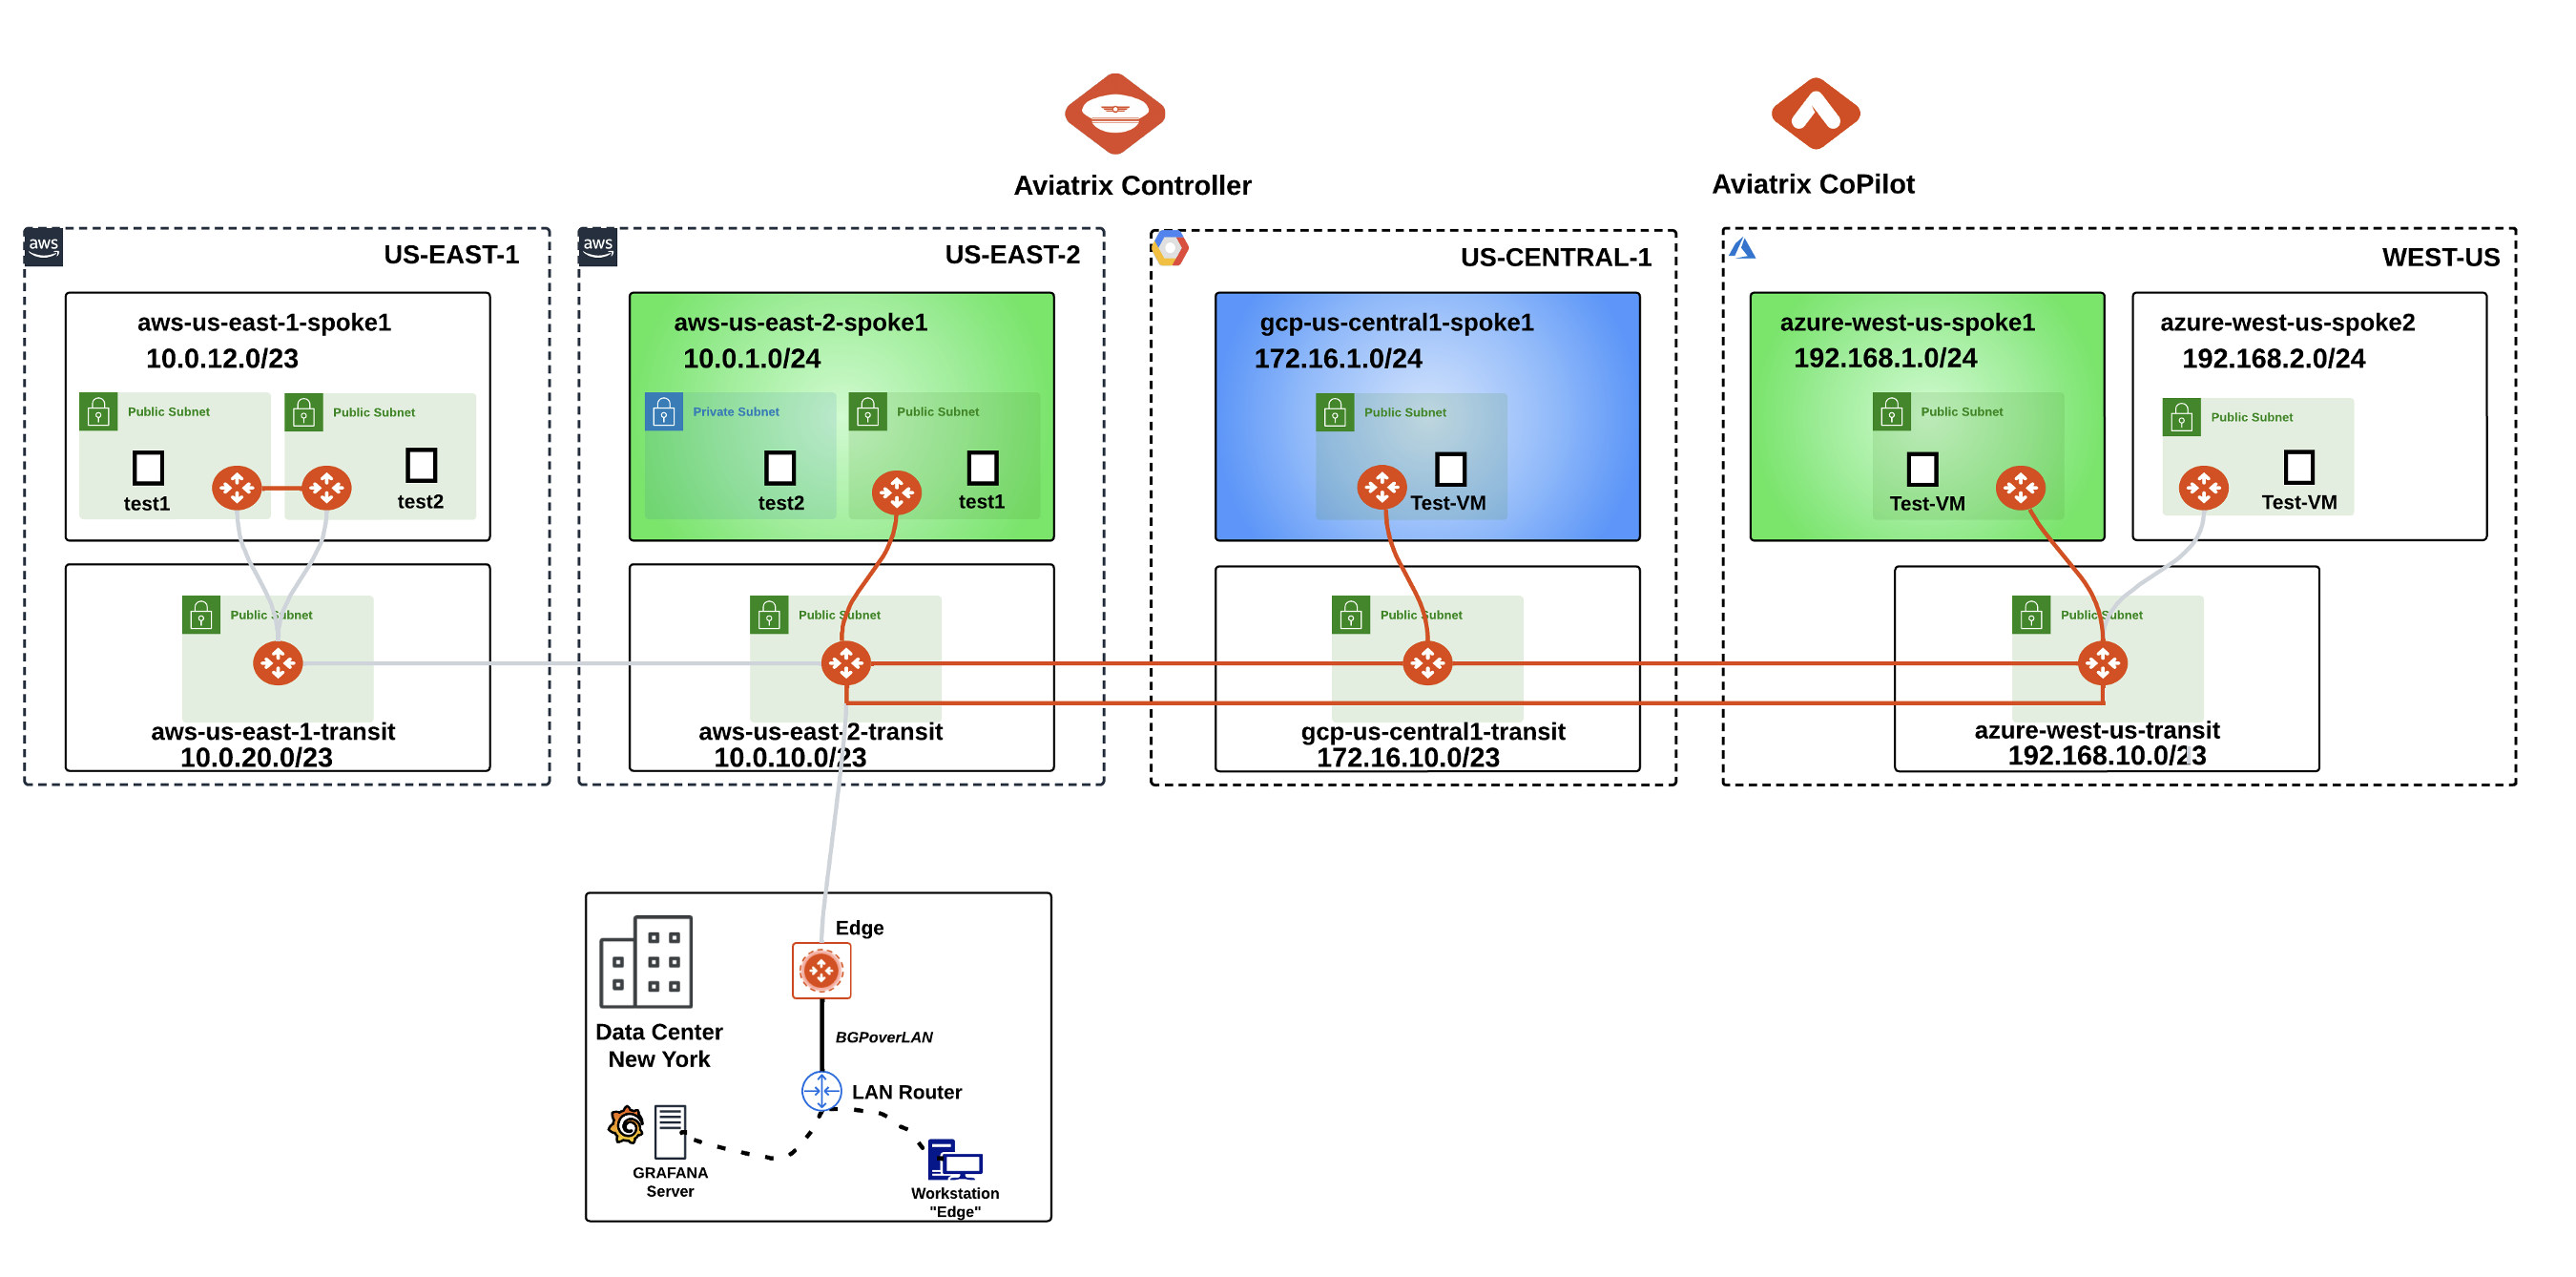 Aviatrix Controller
Aviatrix CoPilot
aws
US-EAST-1
aws-us-east-1-spoke1
10.0.12.0/23
Public Subnet
Public Subnet
test1
test2
Public Subnet
aws-us-east-1-transit
10.0.20.0/23
aws
US-EAST-2
aws-us-east-2-spoke1
10.0.1.0/24
Private Subnet
Public Subnet
test2
test1
Public Subnet
aws-us-east-2-transit
10.0.10.0/23
US-CENTRAL-1
gcp-us-central1-spoke1
172.16.1.0/24
Public Subnet
Test-VM
Public Subnet
gcp-us-central1-transit
172.16.10.0/23
WEST-US
azure-west-us-spoke1
192.168.1.0/24
Public Subnet
Test-VM
azure-west-us-spoke2
192.168.2.0/24
Public Subnet
Test-VM
Public Subnet
azure-west-us-transit
192.168.10.0/23
Edge
Data Center
New York
BGPoverLAN
LAN Router
GRAFANA
Server
Workstation
"Edge"